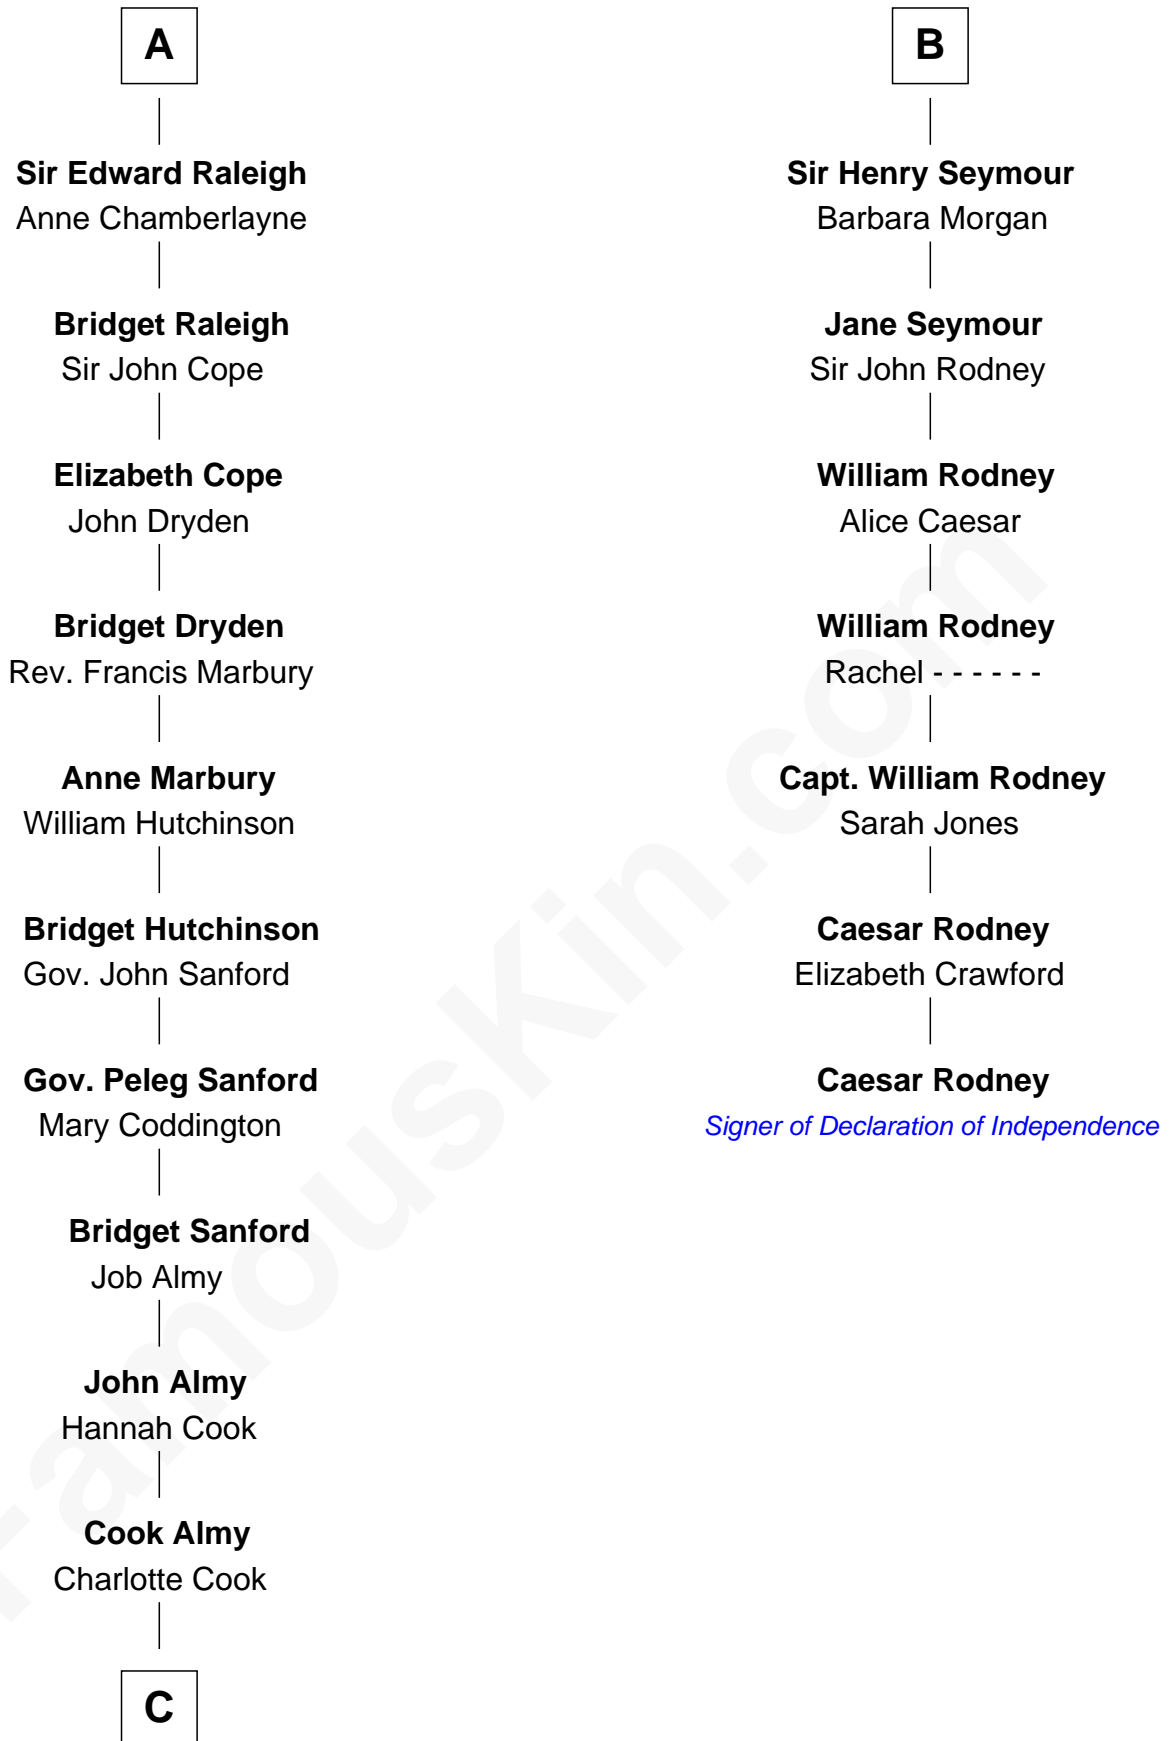 A
Sir Edward Raleigh
Anne Chamberlayne
Bridget Raleigh
Sir John Cope
Elizabeth Cope
John Dryden
Bridget Dryden
Rev. Francis Marbury
Anne Marbury
William Hutchinson
Bridget Hutchinson
Gov. John Sanford
Gov. Peleg Sanford
Mary Coddington
Bridget Sanford
Job Almy
John Almy
Hannah Cook
Cook Almy
Charlotte Cook
C
B
Sir Henry Seymour
Barbara Morgan
Jane Seymour
Sir John Rodney
William Rodney
Alice Caesar
William Rodney
Rachel - - - - - -
Capt. William Rodney
Sarah Jones
Caesar Rodney
Elizabeth Crawford
Caesar Rodney
Signer of Declaration of Independence
FamousKin.com